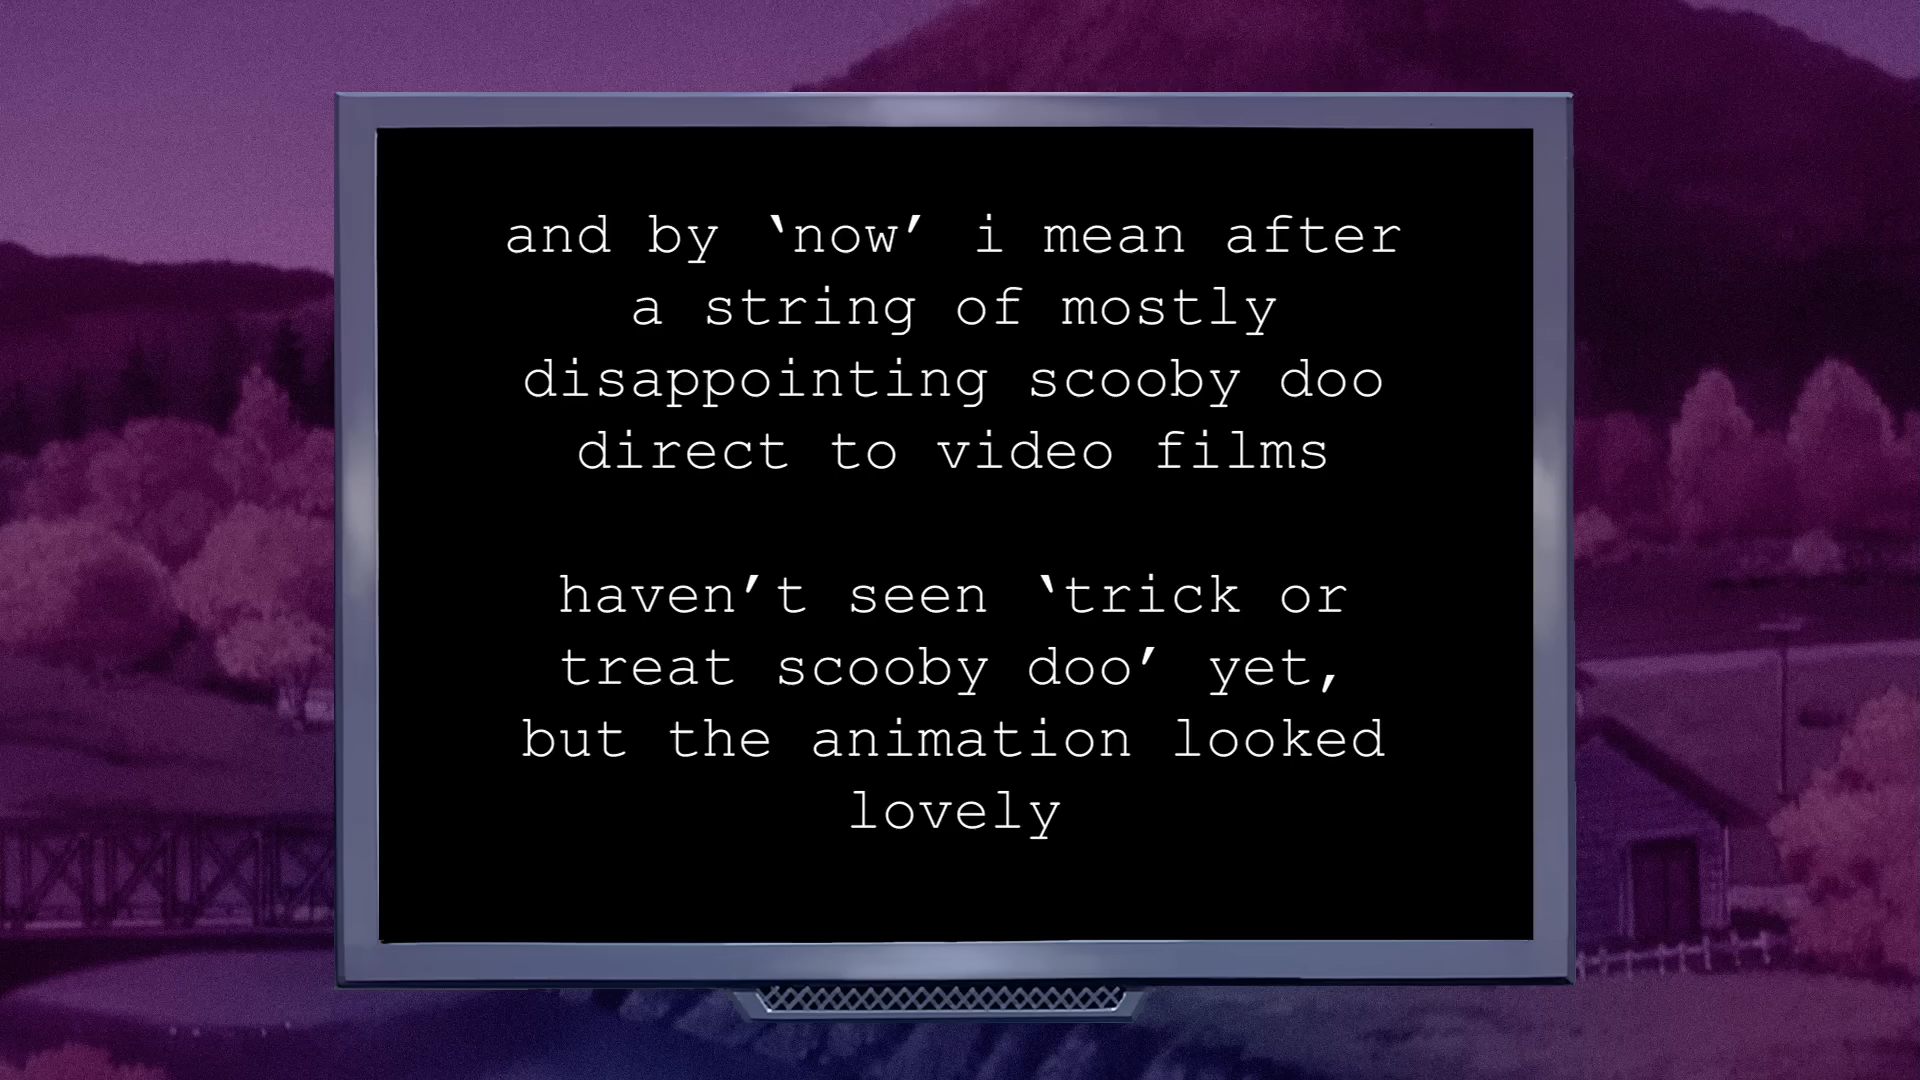 and by ‘now’ i mean after
a string of mostly
disappointing scooby doo
direct to video films
haven’t seen ‘trick or
treat scooby doo’ yet,
but the animation looked
lovely